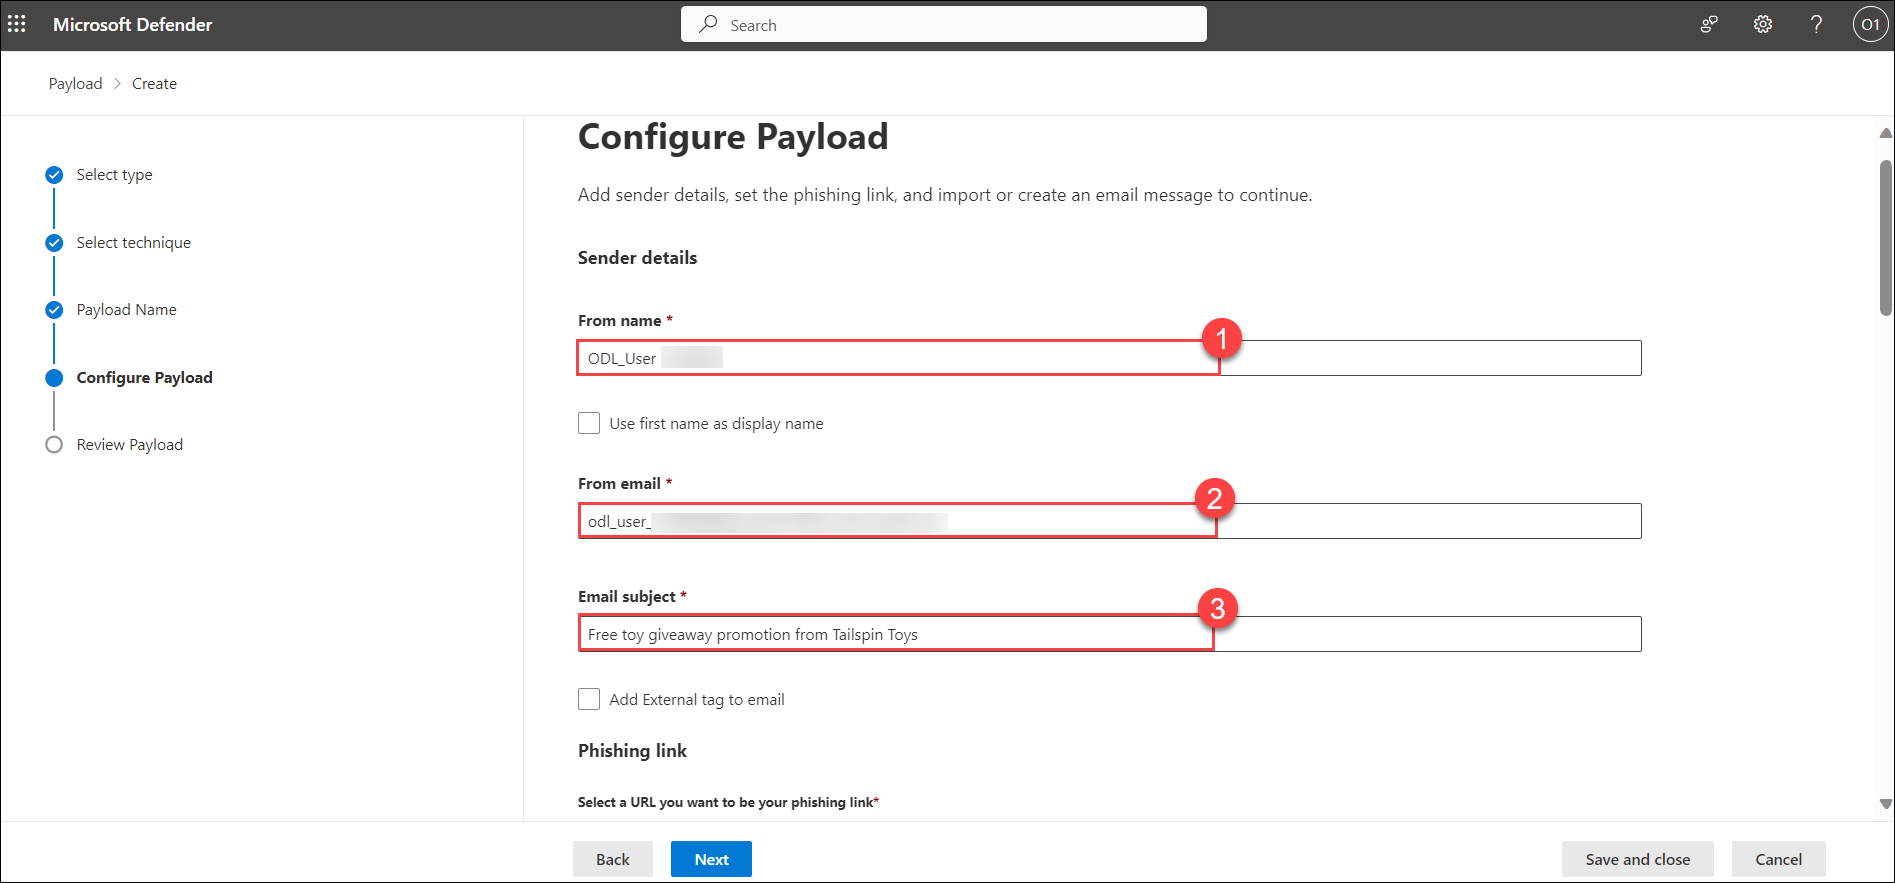 Microsoft Defender
Search
O1
Payload > Create
Select type
Select technique
Payload Name
Configure Payload
Review Payload
Configure Payload
Add sender details, set the phishing link, and import or create an email message to continue.
Sender details
From name *
1
ODL_User
Use first name as display name
From email *
2
odl_user_
Email subject *
3
Free toy giveaway promotion from Tailspin Toys
Add External tag to email
Phishing link
Select a URL you want to be your phishing link*
Back
Next
Save and close
Cancel